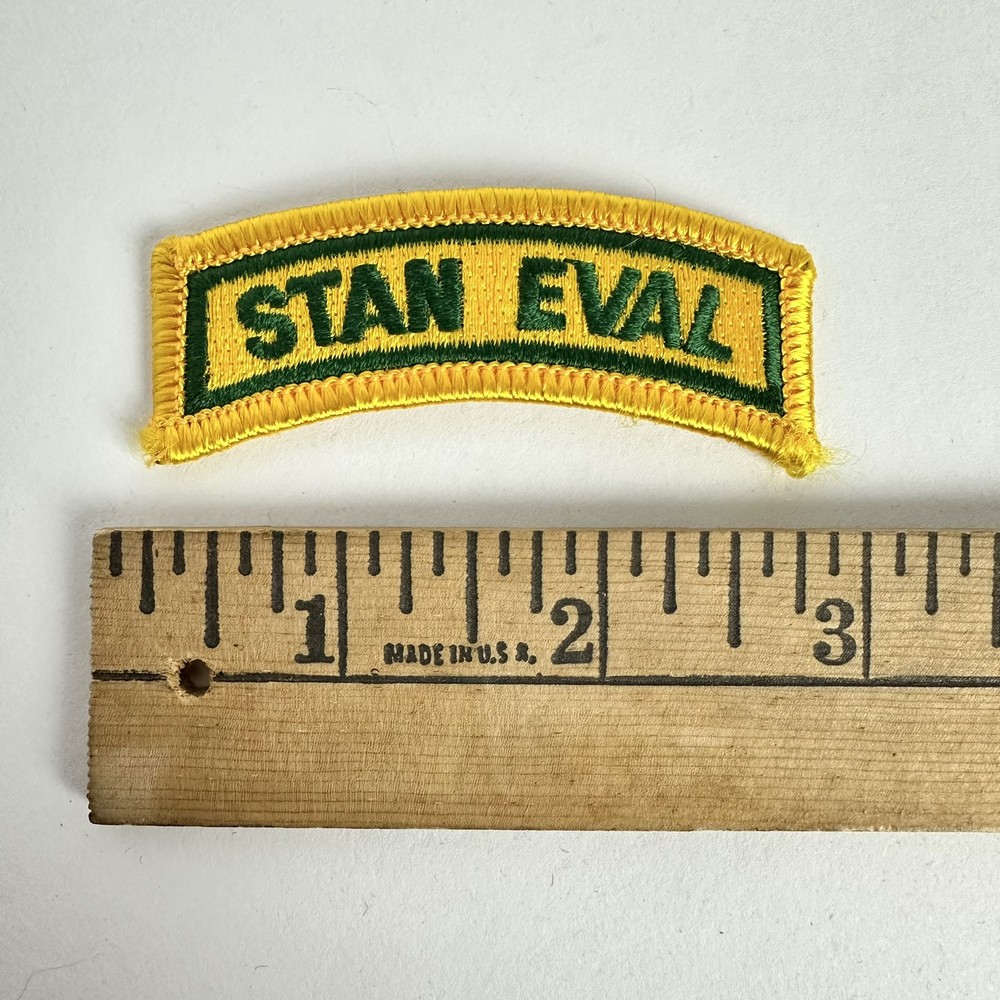 STAN EVAL
1 2 3
MADE IN U.S.A.